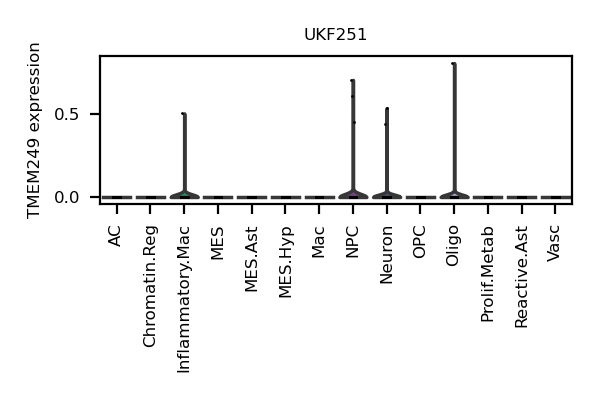 UKF251
TMEM249 expression
0.5
0.0
AC
Chromatin.Reg
Inflammatory.Mac
MES
MES.Ast
MES.Hyp
Mac
NPC
Neuron
OPC
Oligo
Prolif.Metab
Reactive.Ast
Vasc